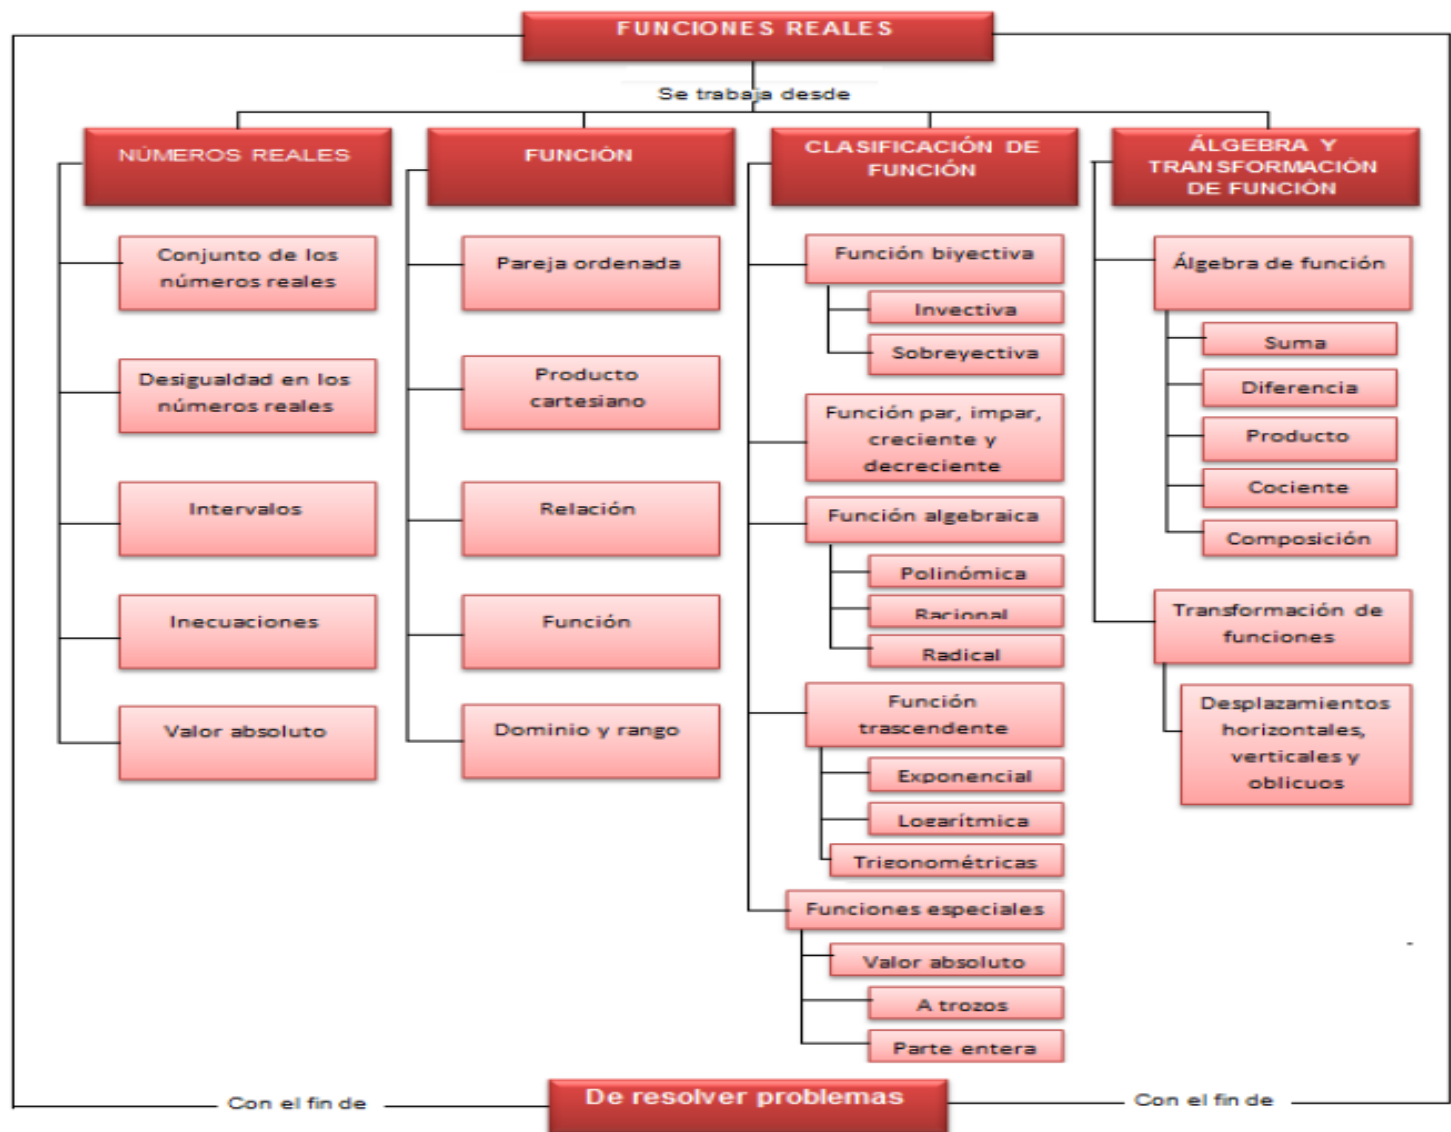 FUNCIONES REALES
Se trabaja desde
NÚMEROS REALES
Conjunto de los
números reales
Desigualdad en los
números reales
Intervalos
Inecuaciones
Valor absoluto
FUNCIÓN
Pareja ordenada
Producto
cartesiano
Relación
Función
Dominio y rango
CLASIFICACIÓN DE
FUNCIÓN
Función biyectiva
Invectiva
Sobreyectiva
Función par, impar,
creciente y
decreciente
Función algebraica
Polinómica
Racional
Radical
Función
trascendente
Exponencial
Logarítmica
Trigonométricas
Funciones especiales
Valor absoluto
A trozos
Parte entera
ÁLGEBRA Y
TRANSFORMACIÓN
DE FUNCIÓN
Álgebra de función
Suma
Diferencia
Producto
Cociente
Composición
Transformación de
funciones
Desplazamientos
horizontales,
verticales y
oblicuos
Con el fin de
De resolver problemas
Con el fin de